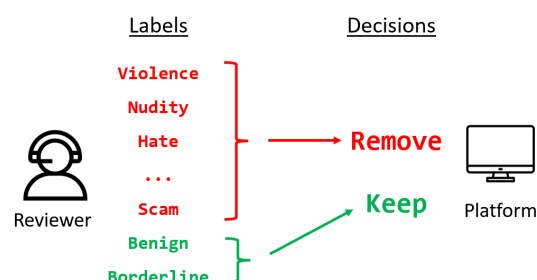 Labels
Decisions
Violence
Nudity
Hate
...
Scam
Benign
Borderline
Remove
Keep
Reviewer
Platform